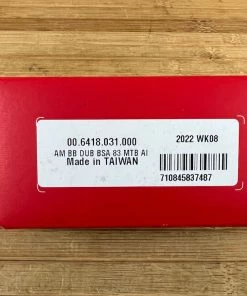 00.6418.031.000 2022 WK08
AM BB DUB BSA 83 MTB AI
Made in TAIWAN
710845837487